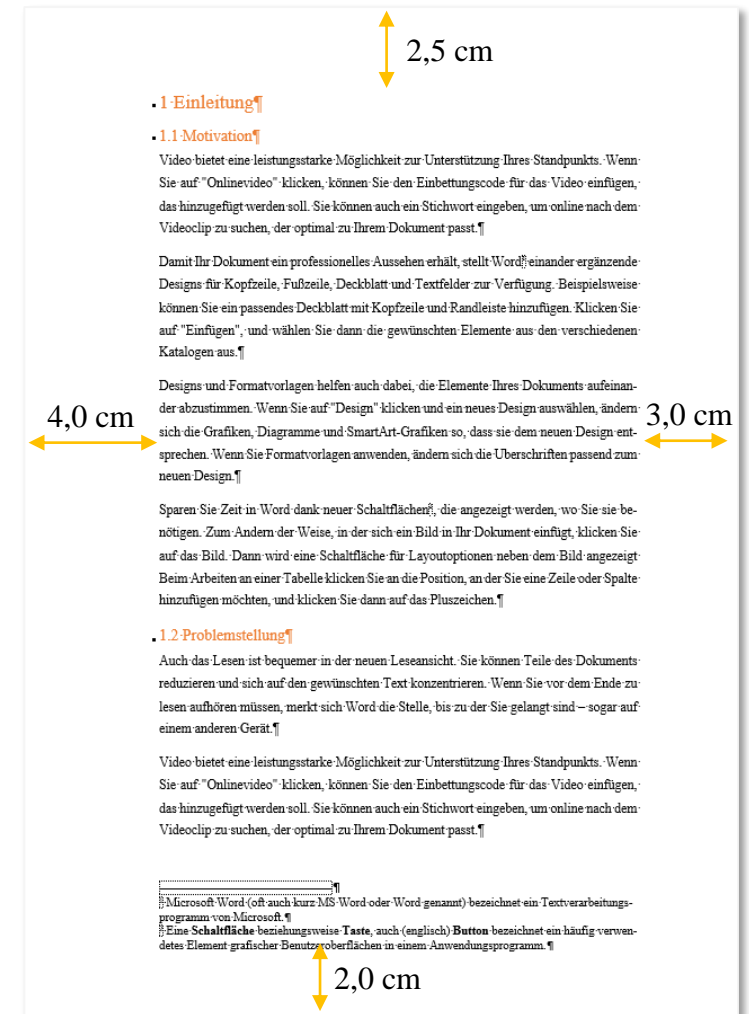 2,5 cm
1 Einleitung¶
1.1 Motivation¶
Video bietet eine leistungsstarke Möglichkeit zur Unterstützung Ihres Standpunkts. Wenn
Sie auf "Onlinevideo" klicken, können Sie den Einbettungscode für das Video einfügen,
das hinzugefügt werden soll. Sie können auch ein Stichwort eingeben, um online nach dem
Videoclip zu suchen, der optimal zu Ihrem Dokument passt.¶
Damit Ihr Dokument ein professionelles Aussehen erhält, stellt Word einander ergänzende
Designs für Kopfzeile, Fußzeile, Deckblatt und Textfelder zur Verfügung. Beispielsweise
können Sie ein passendes Deckblatt mit Kopfzeile und Randleiste hinzufügen. Klicken Sie
auf "Einfügen", und wählen Sie dann die gewünschten Elemente aus den verschiedenen
Katalogen aus.¶
Designs und Formatvorlagen helfen auch dabei, die Elemente Ihres Dokuments aufeinan-
der abzustimmen. Wenn Sie auf "Design" klicken und ein neues Design auswählen, ändern
4,0 cm
3,0 cm
sich die Grafiken, Diagramme und SmartArt-Grafiken so, dass sie dem neuen Design ent-
sprechen. Wenn Sie Formatvorlagen anwenden, ändern sich die Überschriften passend zum
neuen Design.¶
Sparen Sie Zeit in Word dank neuer Schaltflächen, die angezeigt werden, wo Sie sie be-
nötigen. Zum Ändern der Weise, in der sich ein Bild in Ihr Dokument einfügt, klicken Sie
auf das Bild. Dann wird eine Schaltfläche für Layoutoptionen neben dem Bild angezeigt
Beim Arbeiten an einer Tabelle klicken Sie an die Position, an der Sie eine Zeile oder Spalte
hinzufügen möchten, und klicken Sie dann auf das Pluszeichen.¶
1.2 Problemstellung¶
Auch das Lesen ist bequemer in der neuen Leseansicht. Sie können Teile des Dokuments
reduzieren und sich auf den gewünschten Text konzentrieren. Wenn Sie vor dem Ende zu
lesen aufhören müssen, merkt sich Word die Stelle, bis zu der Sie gelangt sind – sogar auf
einem anderen Gerät.¶
Video bietet eine leistungsstarke Möglichkeit zur Unterstützung Ihres Standpunkts. Wenn
Sie auf "Onlinevideo" klicken, können Sie den Einbettungscode für das Video einfügen,
das hinzugefügt werden soll. Sie können auch ein Stichwort eingeben, um online nach dem
Videoclip zu suchen, der optimal zu Ihrem Dokument passt.¶
¶
Microsoft Word (oft auch kurz MS Word oder Word genannt) bezeichnet ein Textverarbeitungs-
programm von Microsoft.¶
Eine Schaltfläche beziehungsweise Taste, auch (englisch) Button bezeichnet ein häufig verwen-
detes Element grafischer Benutzeroberflächen in einem Anwendungsprogramm.¶
2,0 cm